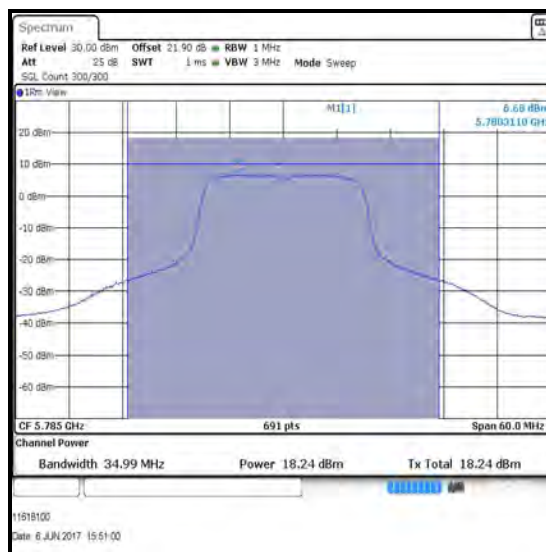 Spectrum
Ref Level 30.00 dBm Offset 21.90 dB RBW 1 MHz
Att 25 dB SWT 1 ms VBW 3 MHz Mode Sweep
SGL Count 300/300
1Rm View
M1[1] 6.68 dBm
5.7803110 GHz
20 dBm
10 dBm
0 dBm
-10 dBm
-20 dBm
-30 dBm
-40 dBm
-50 dBm
-60 dBm
CF 5.785 GHz 691 pts Span 60.0 MHz
Channel Power
Bandwidth 34.99 MHz Power 18.24 dBm Tx Total 18.24 dBm
11618100
Date: 6 JUN 2017 15:51:00